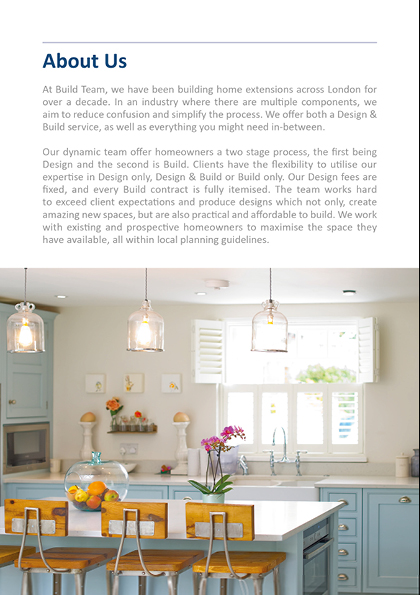 About Us
At Build Team, we have been building home extensions across London for
over a decade. In an industry where there are multiple components, we
aim to reduce confusion and simplify the process. We offer both a Design &
Build service, as well as everything you might need in-between.
Our dynamic team offer homeowners a two stage process, the first being
Design and the second is Build. Clients have the flexibility to utilise our
expertise in Design only, Design & Build or Build only. Our Design fees are
fixed, and every Build contract is fully itemised. The team works hard
to exceed client expectations and produce designs which not only, create
amazing new spaces, but are also practical and affordable to build. We work
with existing and prospective homeowners to maximise the space they
have available, all within local planning guidelines.